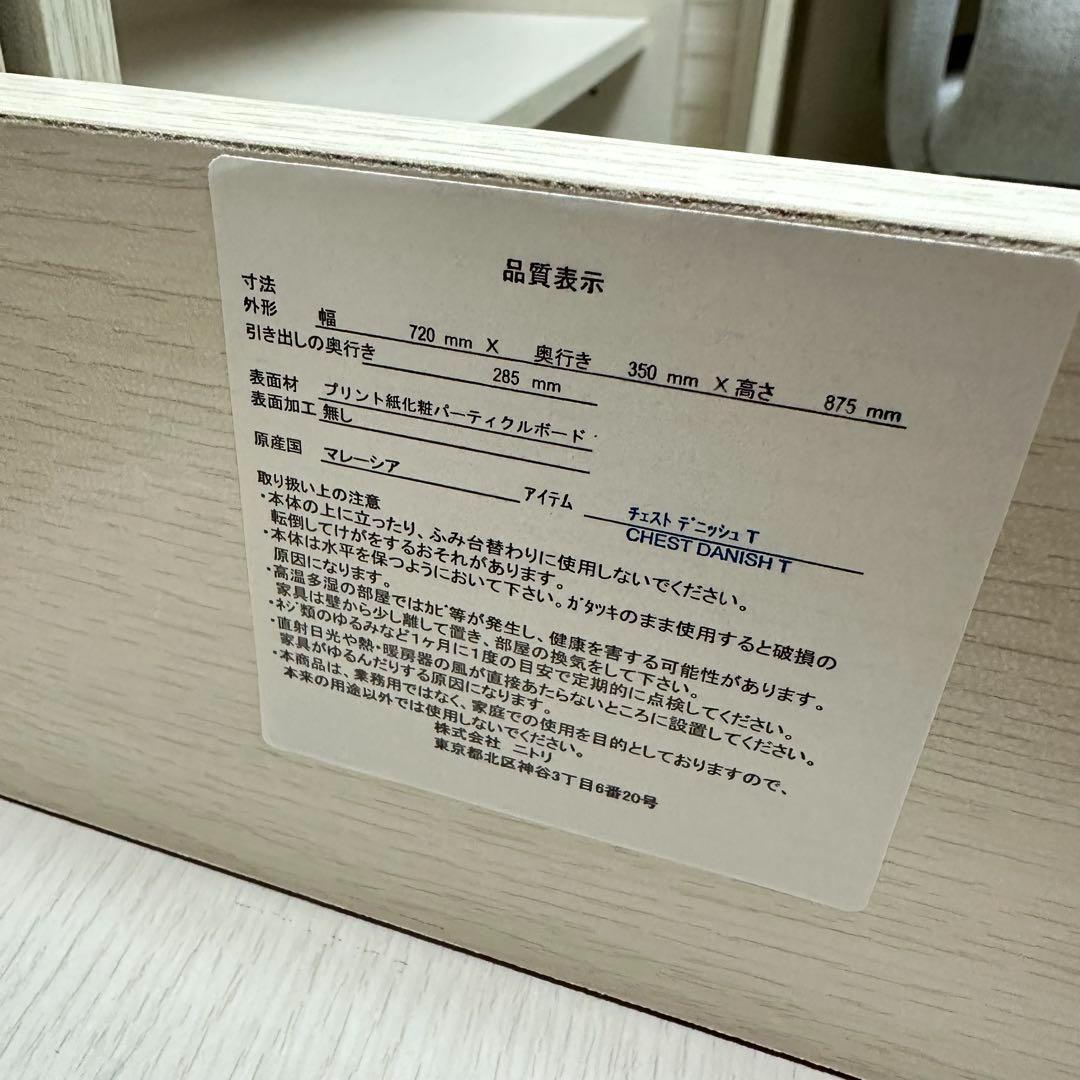 品質表示
寸法
外形 幅 720 mm X 奥行き 350 mm X 高さ 875 mm
引き出しの奥行き 285 mm
表面材 プリント紙化粧パーティクルボード
表面加工 無し
原産国 マレーシア アイテム チェスト デニッシュ T
CHEST DANISH T
取り扱い上の注意
・本体の上に立ったり、ふみ台替わりに使用しないでください。
転倒してけがをするおそれがあります。
・本体は水平を保つようにおいて下さい。ガタツキのまま使用すると破損の
原因になります。
・高温多湿の部屋ではカビ等が発生し、健康を害する可能性があります。
家具は壁から少し離して置き、部屋の換気をして下さい。
・ネジ類のゆるみなど1ヶ月に1度の目安で定期的に点検してください。
・直射日光や熱・暖房器の風が直接あたらないところに設置してください。
家具がゆるんだりする原因になります。
・本商品は、業務用ではなく、家庭での使用を目的としておりますので、
本来の用途以外では使用しないでください。
株式会社 ニトリ
東京都北区神谷3丁目6番20号